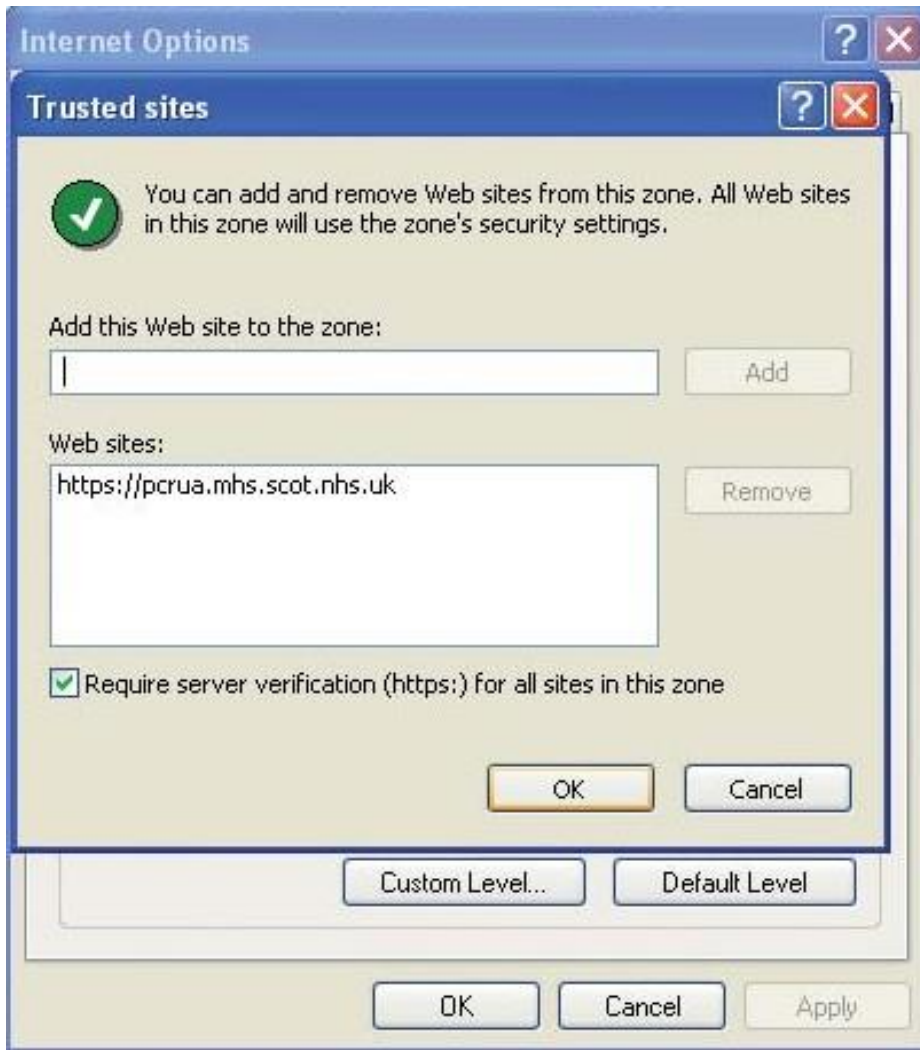 Internet Options
Trusted sites
You can add and remove Web sites from this zone. All Web sites
in this zone will use the zone's security settings.
Add this Web site to the zone:
Add
Web sites:
https://pcrua.mhs.scot.nhs.uk
Remove
Require server verification (https:) for all sites in this zone
OK Cancel
Custom Level... Default Level
OK Cancel Apply